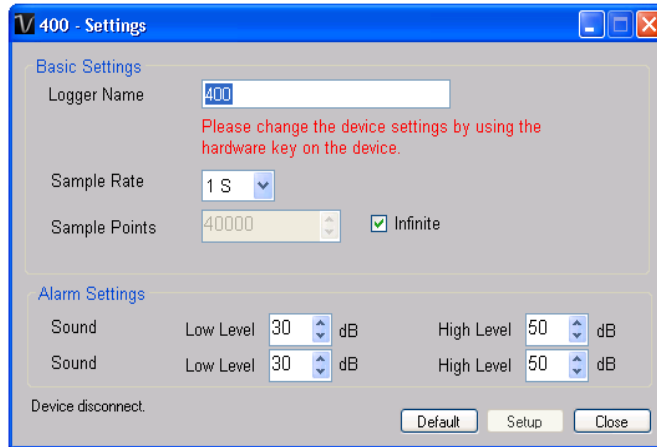 400 - Settings
Basic Settings
Logger Name 400
Please change the device settings by using the
hardware key on the device.
Sample Rate 1 S
Sample Points 40000 Infinite
Alarm Settings
Sound Low Level 30 dB High Level 50 dB
Sound Low Level 30 dB High Level 50 dB
Device disconnect.
Default Setup Close